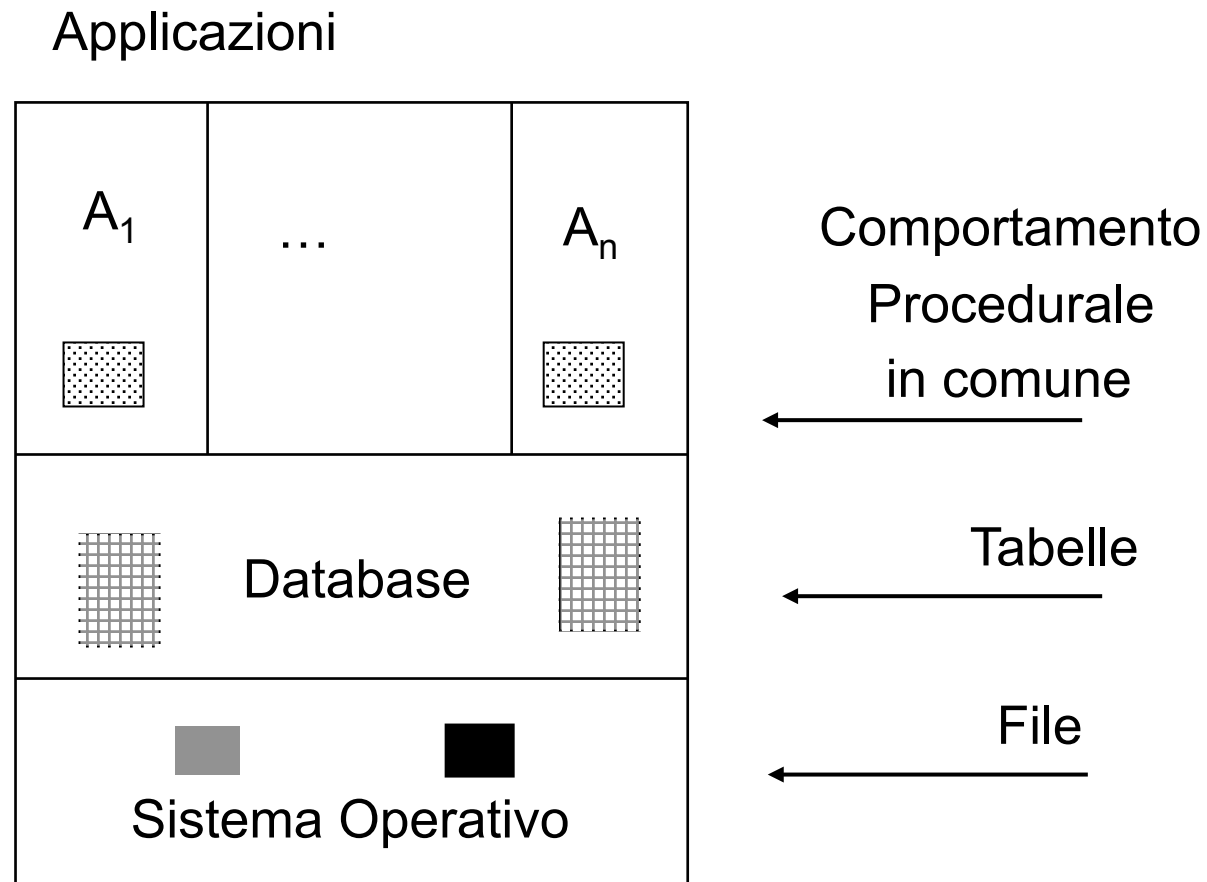 Applicazioni
A₁
…
Aₙ
Comportamento
Procedurale
in comune
Database
Tabelle
File
Sistema Operativo